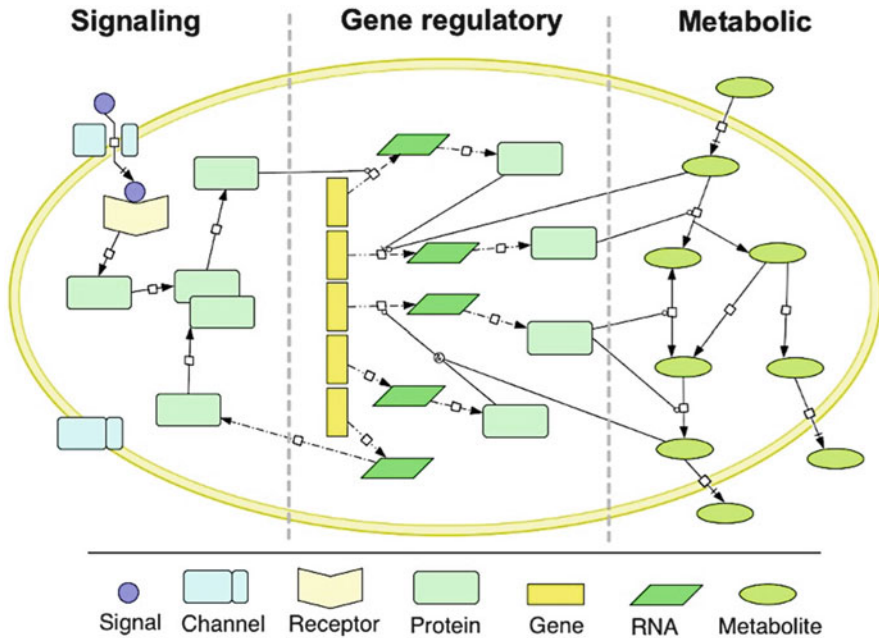 Signaling
Gene regulatory
Metabolic
Signal
Channel
Receptor
Protein
Gene
RNA
Metabolite